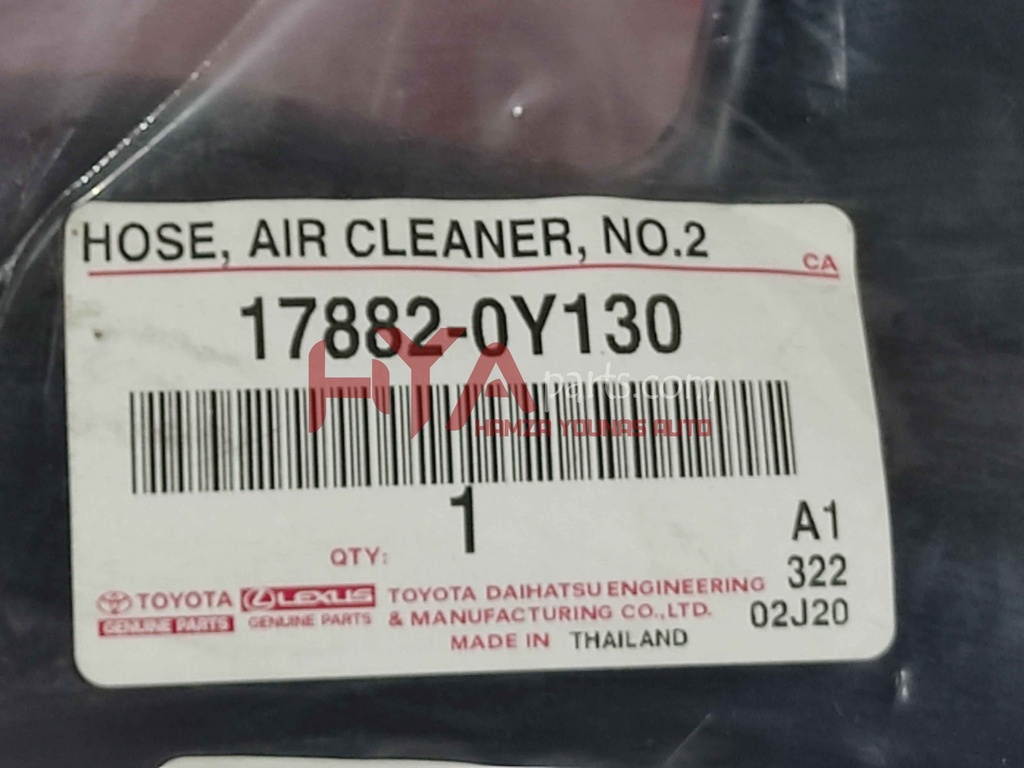 HOSE, AIR CLEANER, NO.2
CA
17882-0Y130
HYA parts.com
HAMZA YOUNAS AUTO
1
QTY:
A1
322
02J20
TOYOTA
GENUINE PARTS
LEXUS
GENUINE PARTS
TOYOTA DAIHATSU ENGINEERING
& MANUFACTURING CO.,LTD.
MADE IN THAILAND